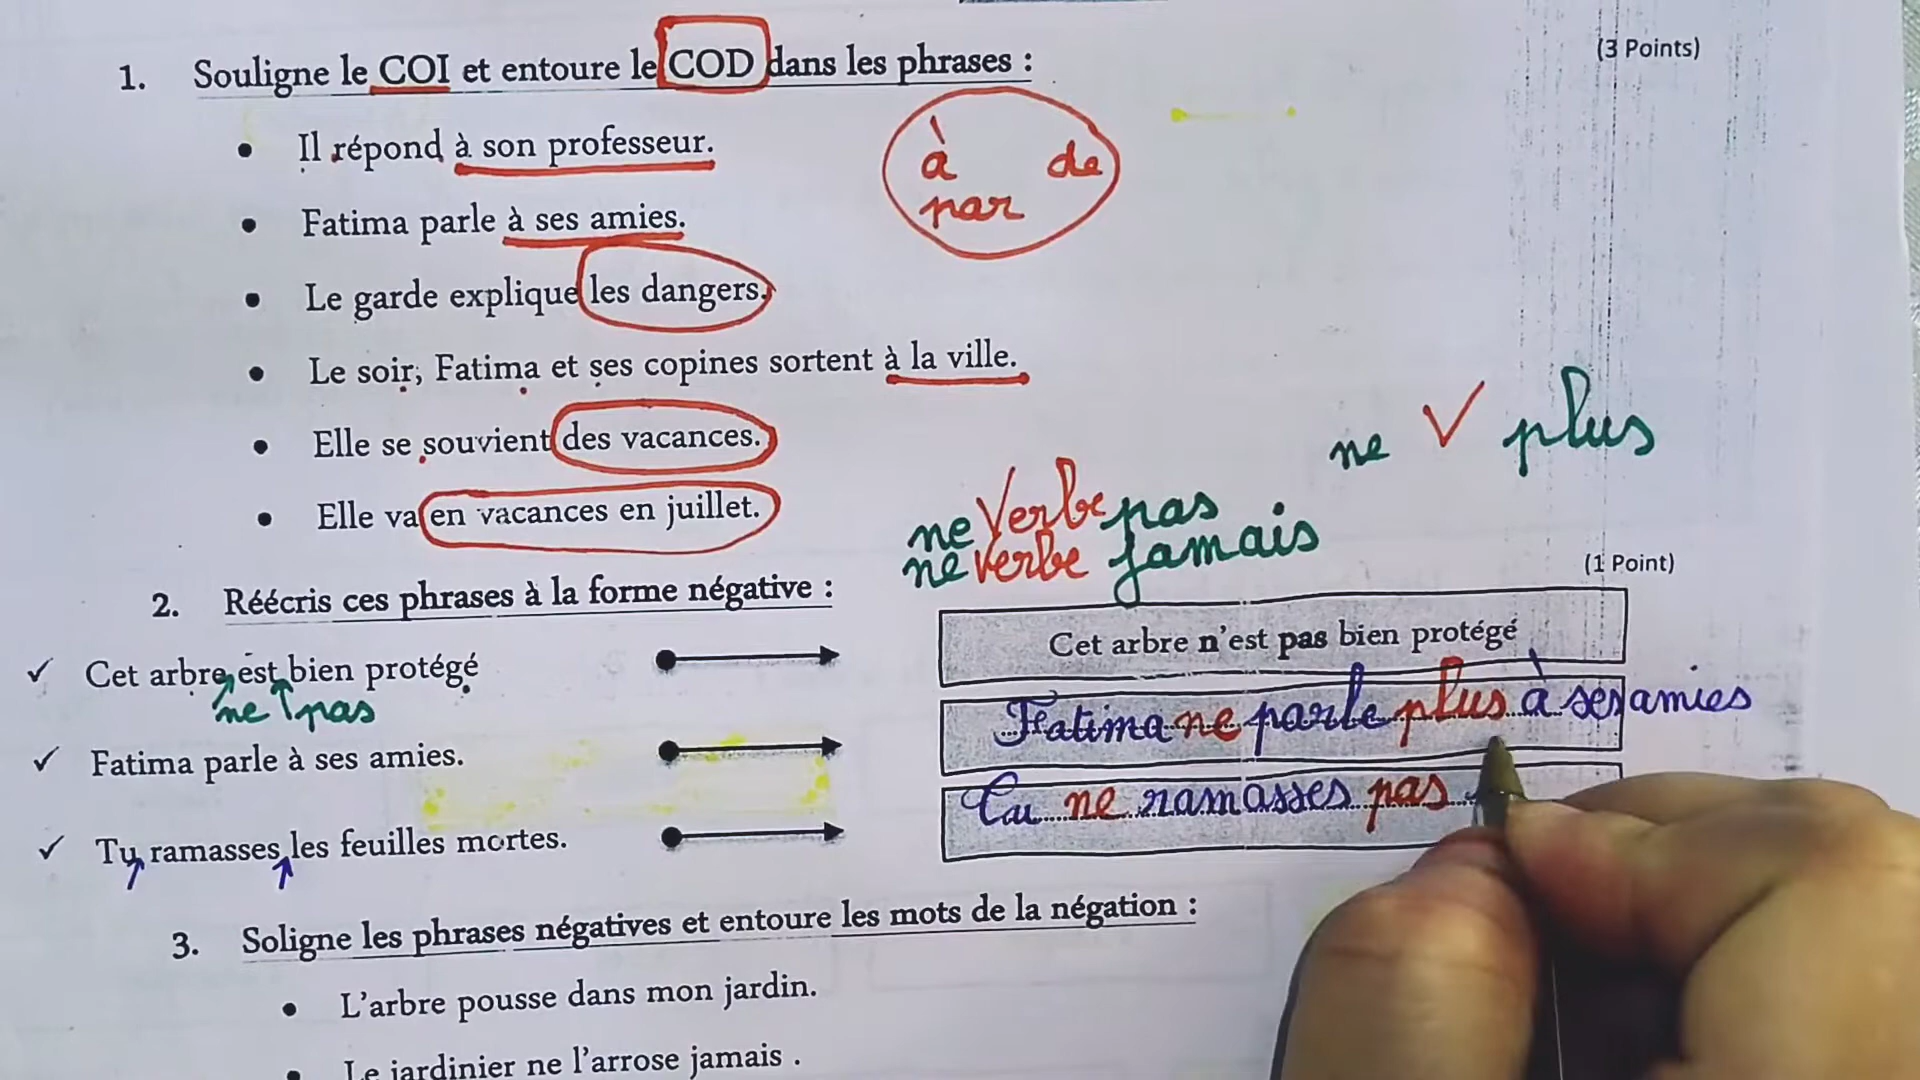 1. Souligne le COI et entoure le COD dans les phrases :
(3 Points)
• Il répond à son professeur.
à de
par
• Fatima parle à ses amies.
• Le garde explique les dangers.
• Le soir, Fatima et ses copines sortent à la ville.
• Elle se souvient des vacances.
ne V plus
• Elle va en vacances en juillet.
ne Verbe pas
ne verbe jamais
(1 Point)
2. Réécris ces phrases à la forme négative :
✓ Cet arbre est bien protégé
ne pas
Cet arbre n'est pas bien protégé
✓ Fatima parle à ses amies.
Fatima ne parle plus à ses amies
✓ Tu ramasses les feuilles mortes.
Tu ne ramasses pas
3. Soligne les phrases négatives et entoure les mots de la négation :
• L'arbre pousse dans mon jardin.
• Le jardinier ne l'arrose jamais .